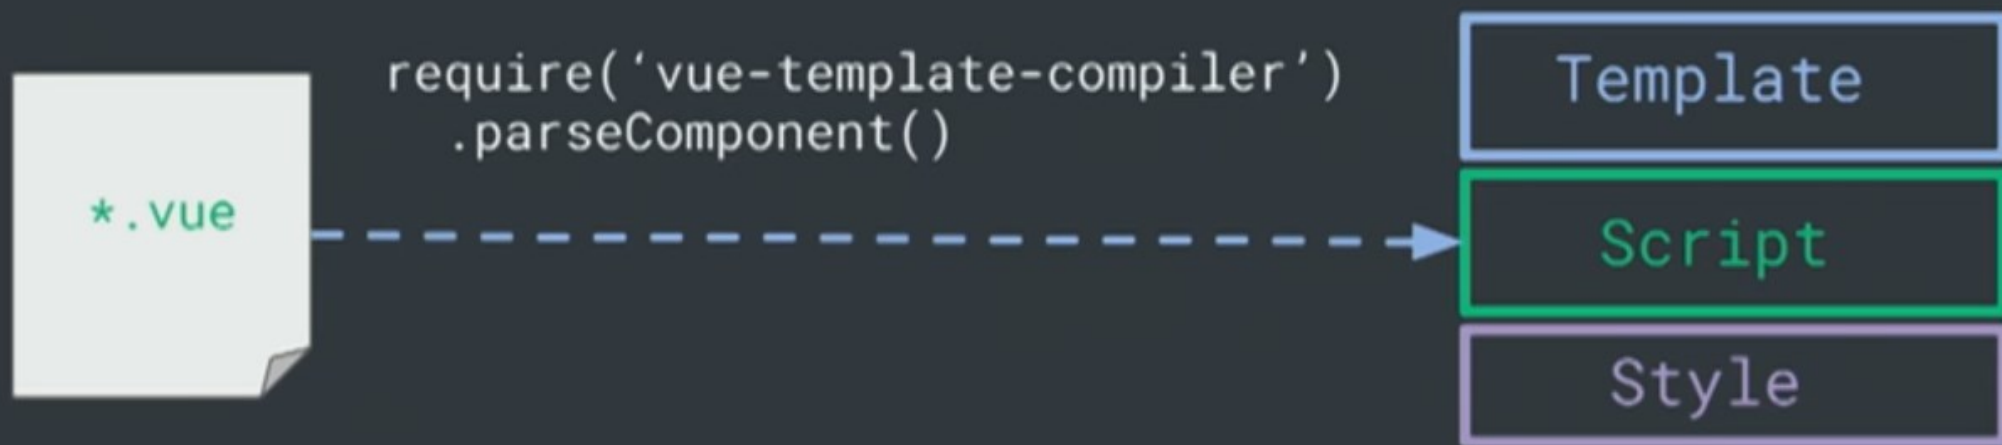 *.vue
require(‘vue-template-compiler’)
.parseComponent()
Template
Script
Style